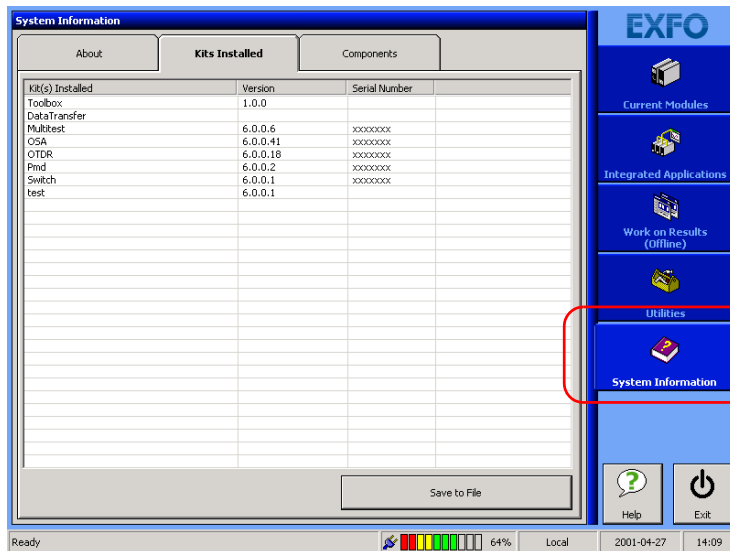 System Information
EXFO
About
Kits Installed
Components
Kit(s) Installed Version Serial Number
Toolbox 1.0.0
DataTransfer
Multitest 6.0.0.6 xxxxxxx
OSA 6.0.0.41 xxxxxxx
OTDR 6.0.0.18 xxxxxxx
Pmd 6.0.0.2 xxxxxxx
Switch 6.0.0.1 xxxxxxx
test 6.0.0.1
Save to File
Current Modules
Integrated Applications
Work on Results
(Offline)
Utilities
System Information
Help
Exit
Ready
64%
Local
2001-04-27
14:09